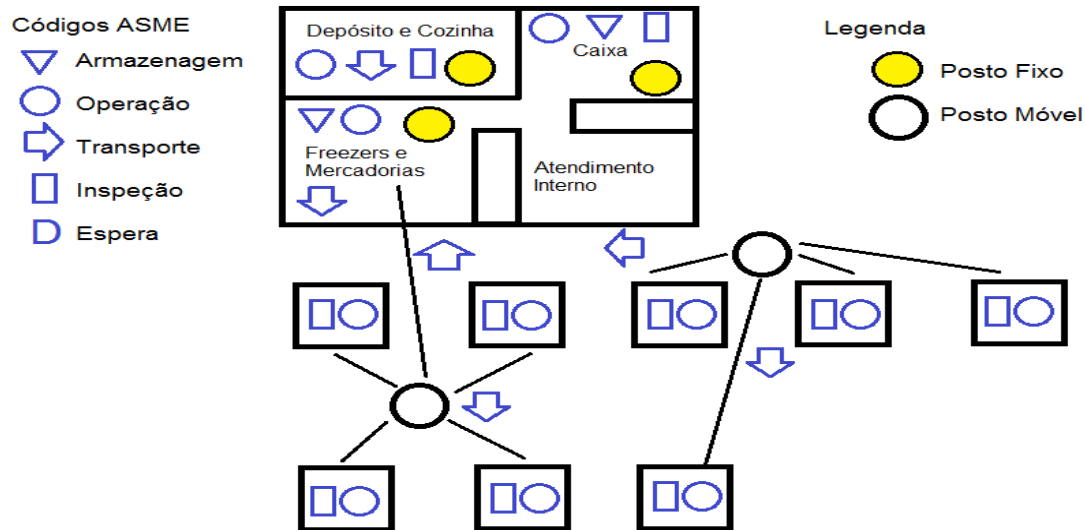 Códigos ASME
Armazenagem
Operação
Transporte
Inspeção
D Espera
Depósito e Cozinha
Caixa
Freezers e
Mercadorias
Atendimento
Interno
Legenda
Posto Fixo
Posto Móvel